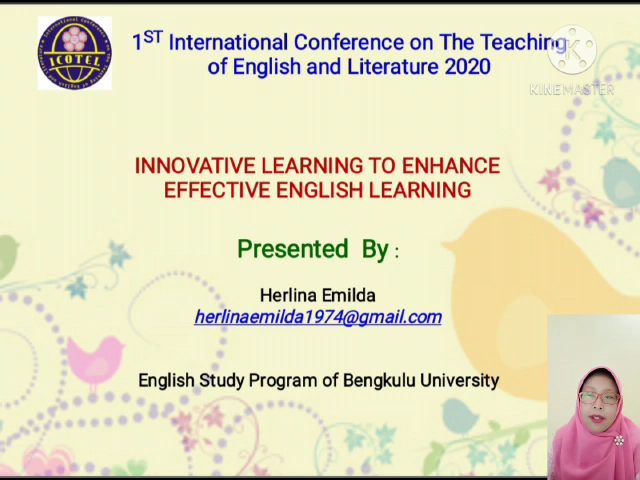 1ST International Conference on The Teaching
of English and Literature 2020
ICOTEL
KINEMASTER
INNOVATIVE LEARNING TO ENHANCE
EFFECTIVE ENGLISH LEARNING
Presented By :
Herlina Emilda
herlinaemilda1974@gmail.com
English Study Program of Bengkulu University